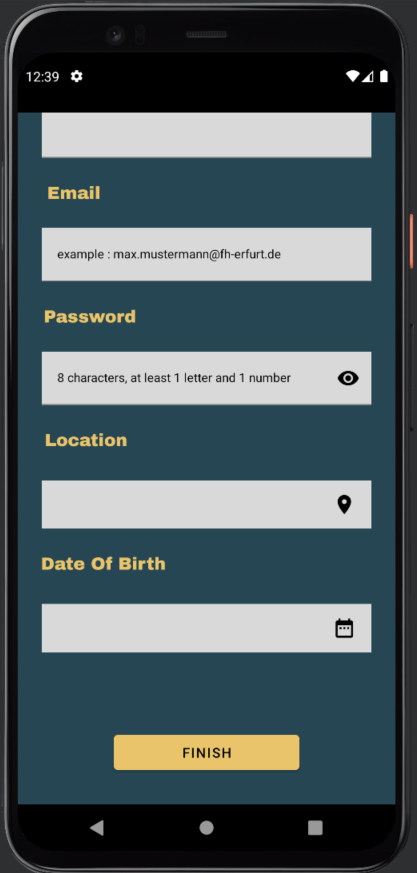 12:39
Email
example : max.mustermann@fh-erfurt.de
Password
8 characters, at least 1 letter and 1 number
Location
Date Of Birth
FINISH